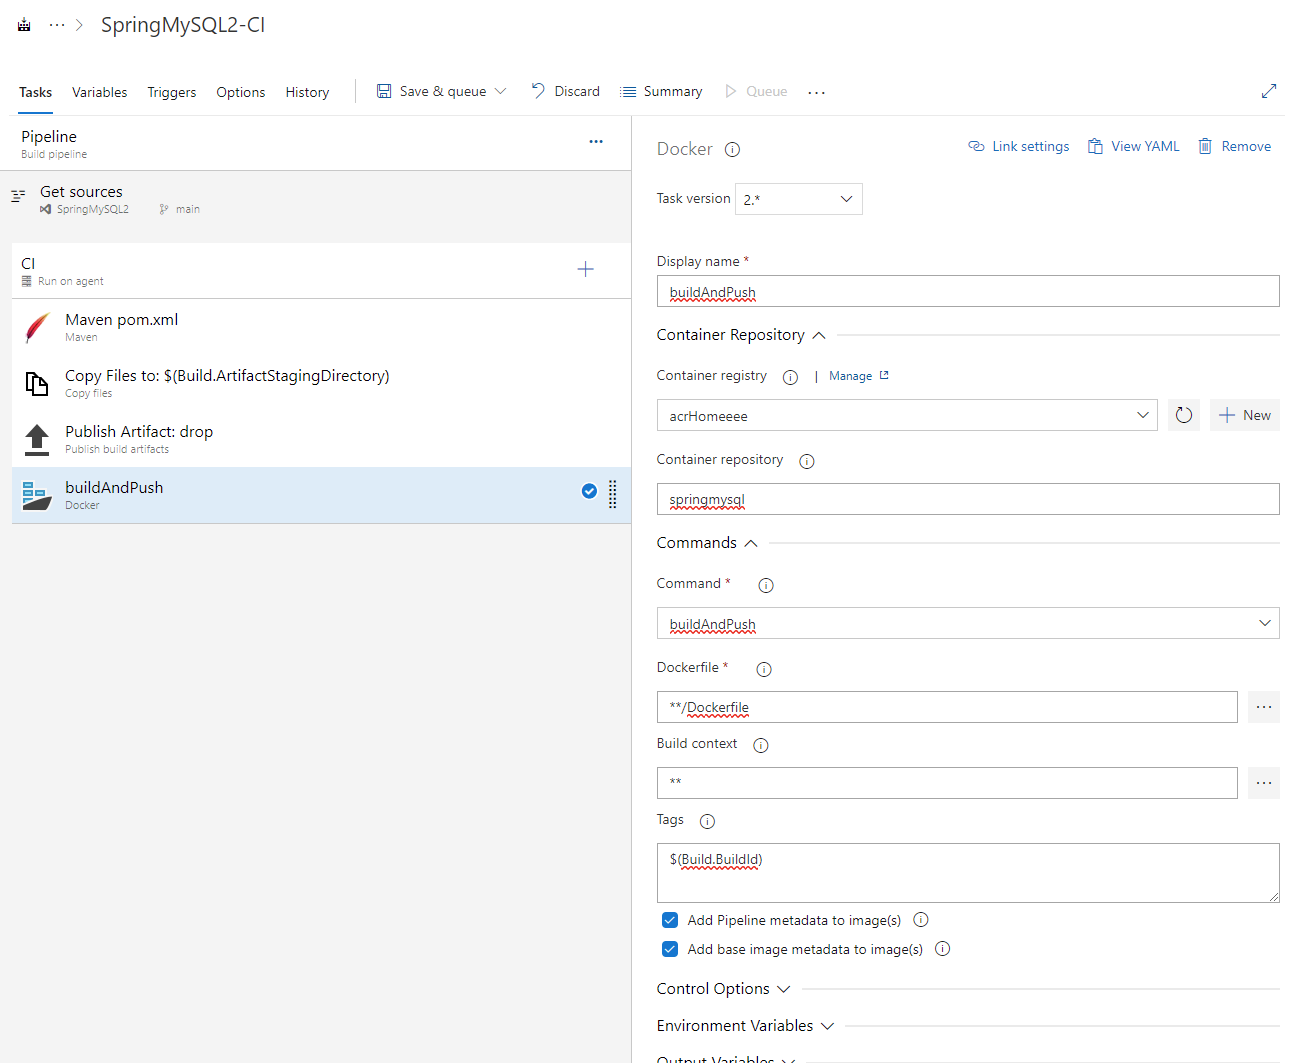 ... > SpringMySQL2-CI
Tasks Variables Triggers Options History Save & queue Discard Summary Queue ...
Pipeline
Build pipeline
Get sources
SpringMySQL2 main
CI
Run on agent
Maven pom.xml
Maven
Copy Files to: $(Build.ArtifactStagingDirectory)
Copy files
Publish Artifact: drop
Publish build artifacts
buildAndPush
Docker
Docker Link settings View YAML Remove
Task version 2.*
Display name *
buildAndPush
Container Repository
Container registry | Manage
acrHomeeee New
Container repository
springmysql
Commands
Command *
buildAndPush
Dockerfile *
**/Dockerfile ...
Build context
** ...
Tags
$(Build.BuildId)
Add Pipeline metadata to image(s)
Add base image metadata to image(s)
Control Options
Environment Variables
Output Variables